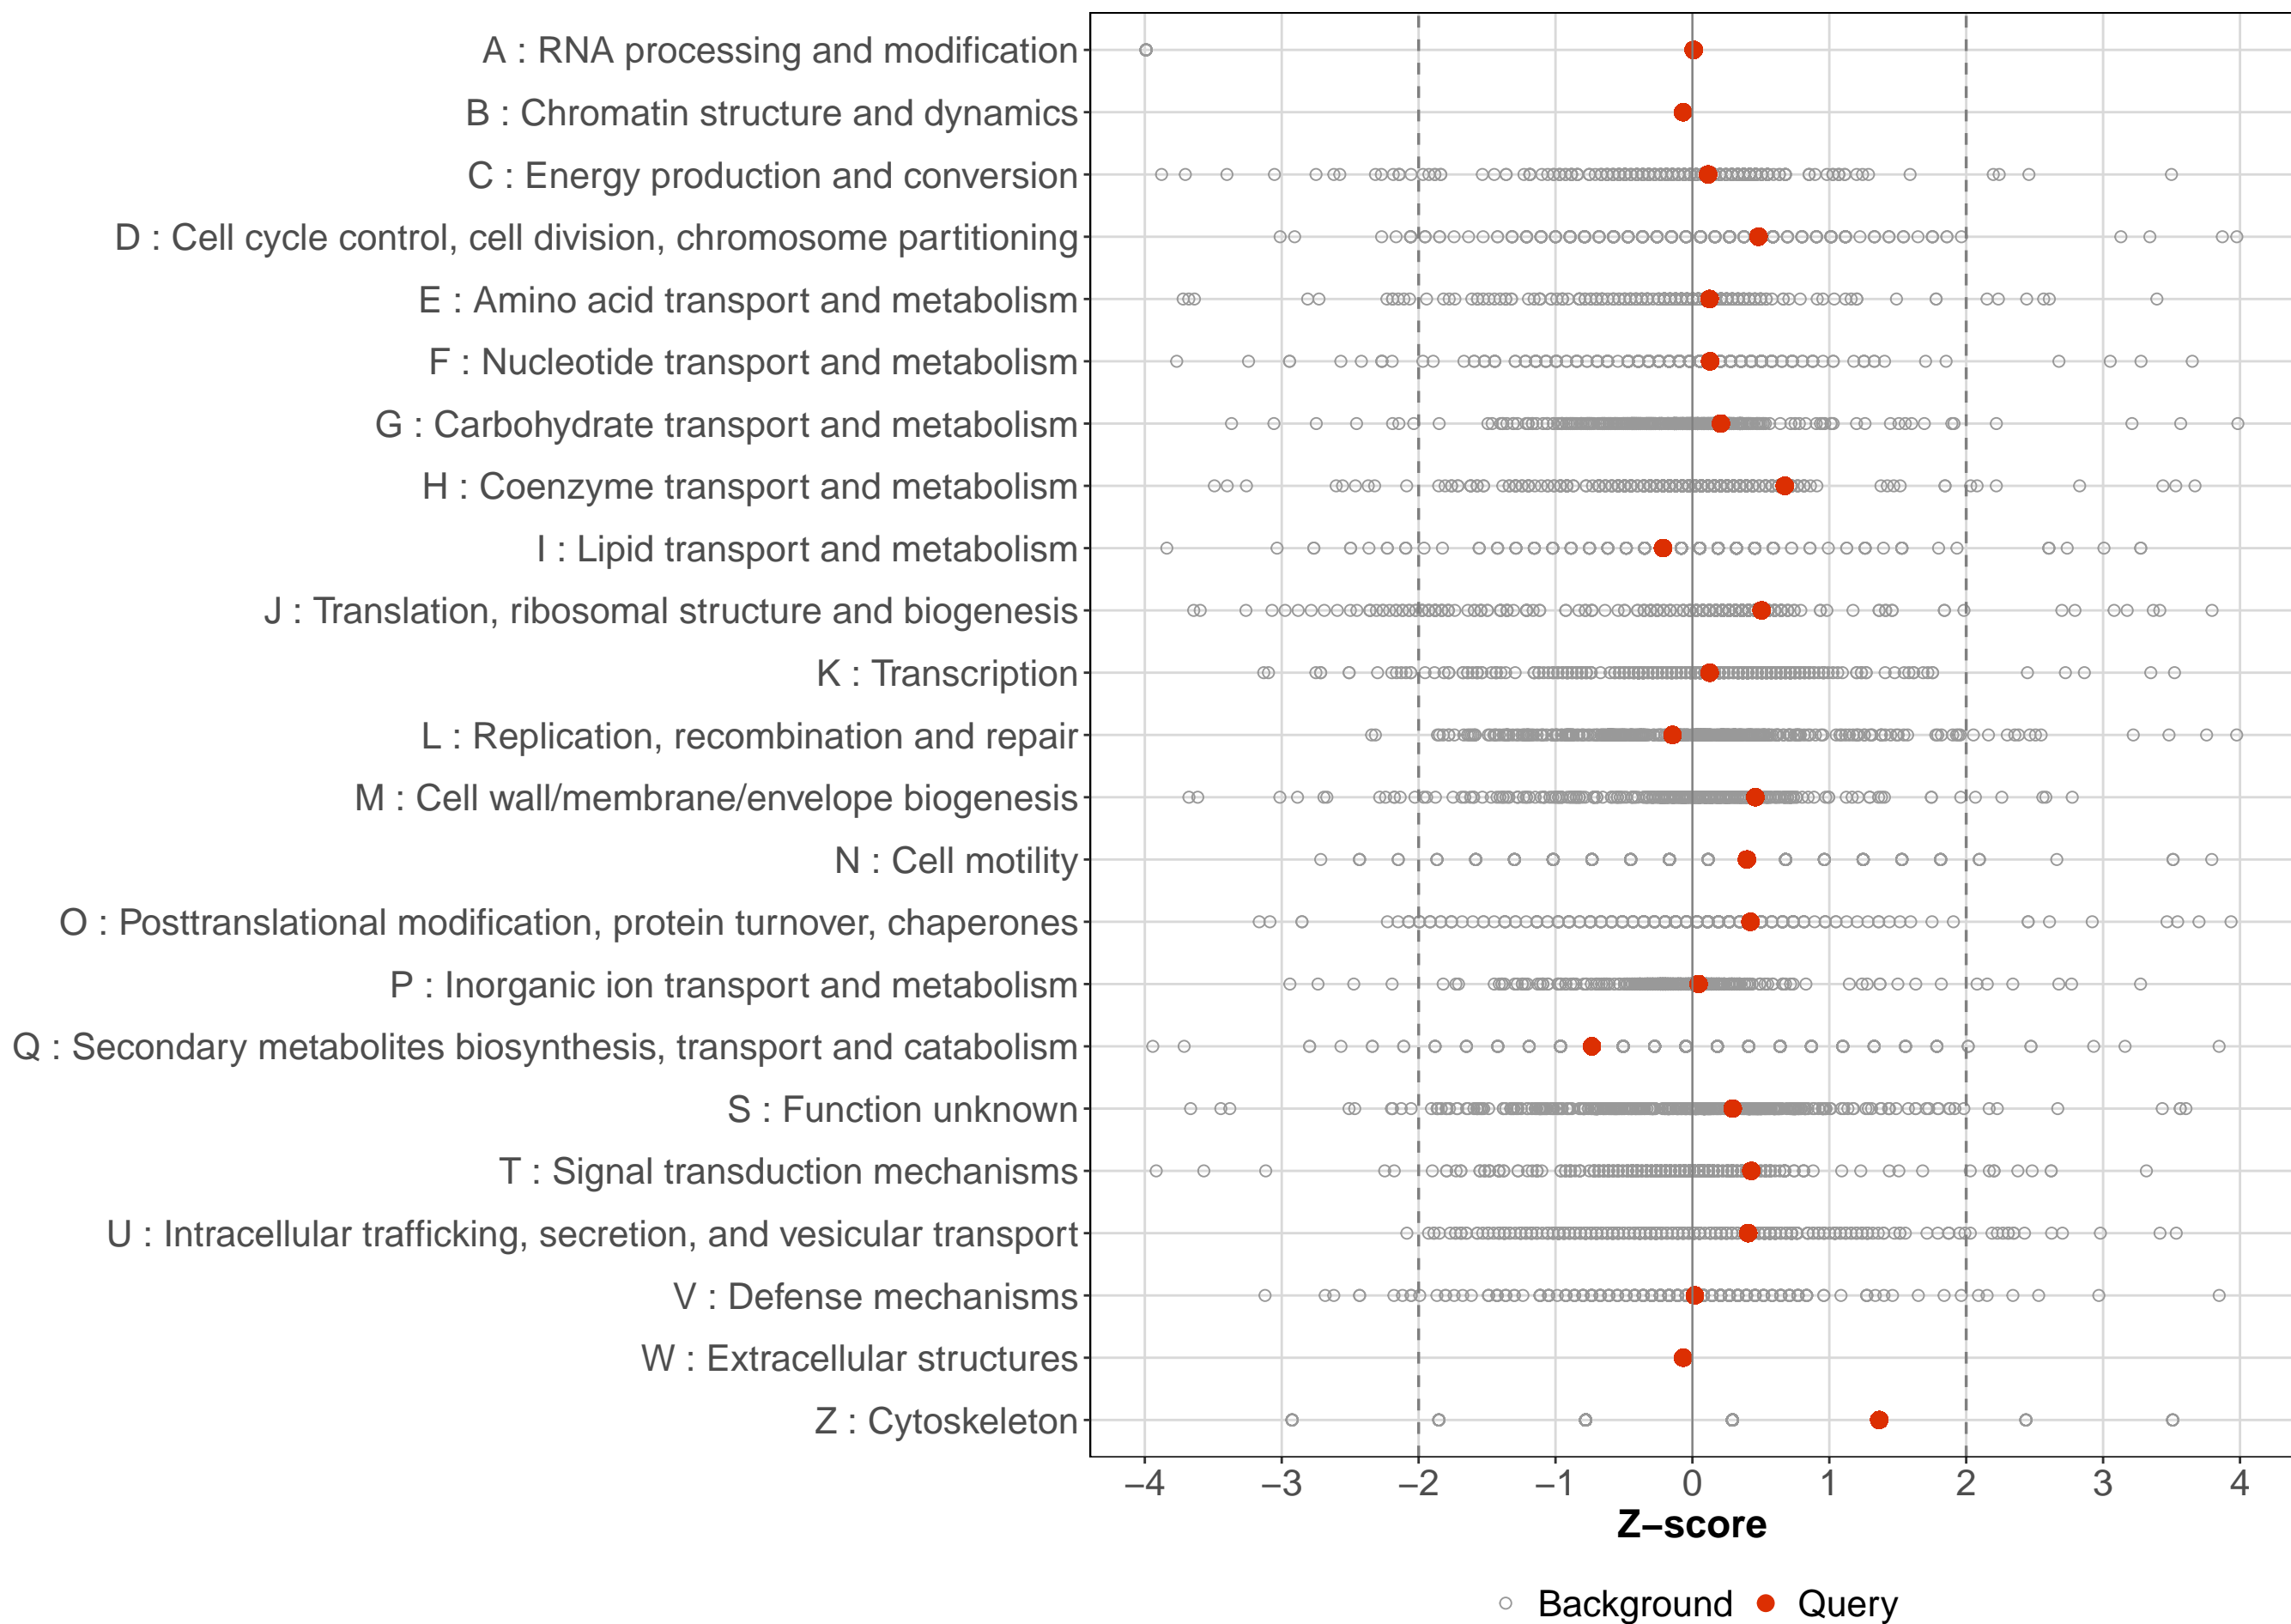 A : RNA processing and modification
B : Chromatin structure and dynamics
C : Energy production and conversion
D : Cell cycle control, cell division, chromosome partitioning
E : Amino acid transport and metabolism
F : Nucleotide transport and metabolism
G : Carbohydrate transport and metabolism
H : Coenzyme transport and metabolism
I : Lipid transport and metabolism
J : Translation, ribosomal structure and biogenesis
K : Transcription
L : Replication, recombination and repair
M : Cell wall/membrane/envelope biogenesis
N : Cell motility
O : Posttranslational modification, protein turnover, chaperones
P : Inorganic ion transport and metabolism
Q : Secondary metabolites biosynthesis, transport and catabolism
S : Function unknown
T : Signal transduction mechanisms
U : Intracellular trafficking, secretion, and vesicular transport
V : Defense mechanisms
W : Extracellular structures
Z : Cytoskeleton
−4 −3 −2 −1 0 1 2 3 4
Z−score
Background Query